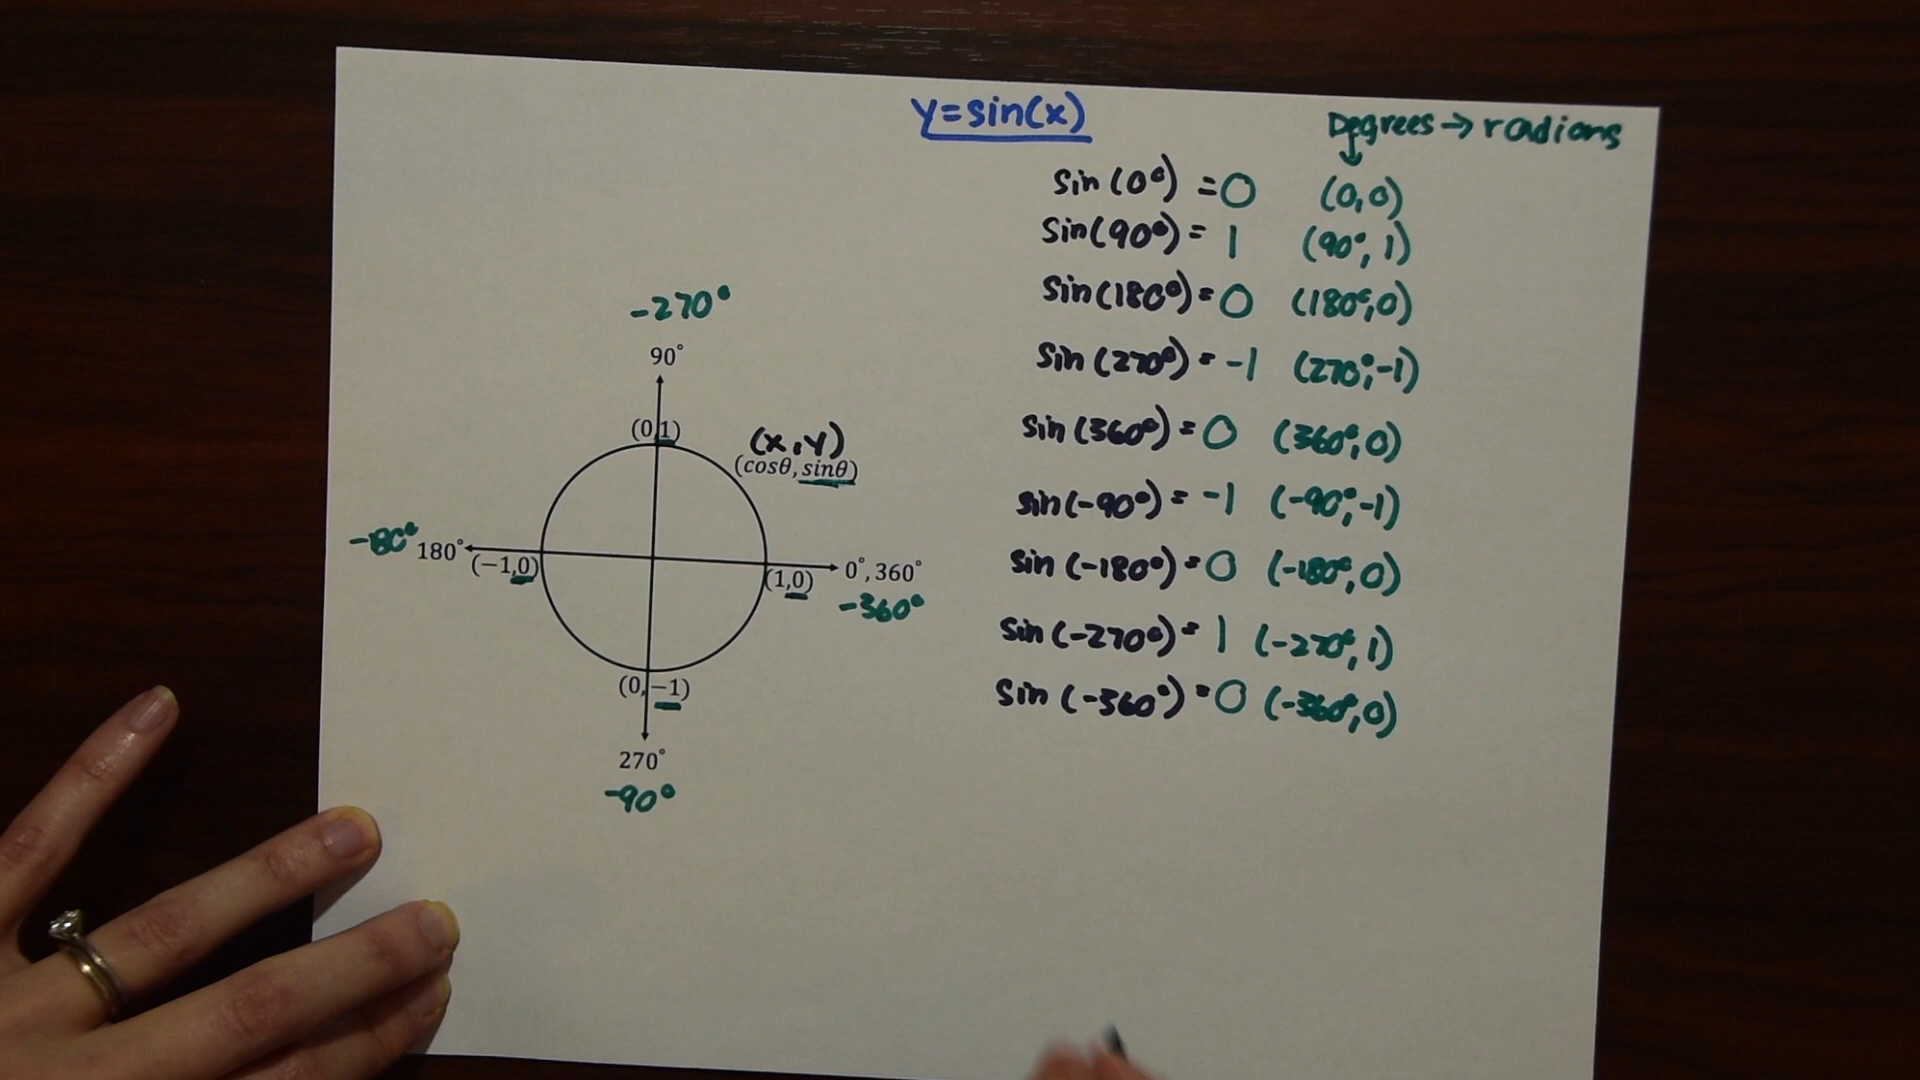 y=sin(x)
Degrees → radians
sin(0°) = 0 (0,0)
sin(90°) = 1 (90°, 1)
sin(180°) = 0 (180°,0)
sin(270°) = -1 (270°,-1)
sin(360°) = 0 (360°,0)
sin(-90°) = -1 (-90°,-1)
sin(-180°) = 0 (-180°,0)
sin(-270°) = 1 (-270°,1)
sin(-360°) = 0 (-360°,0)
-270°
90°
(0,1)
(x,y)
(cosθ, sinθ)
-80° 180°
(−1,0)
(1,0)
0°, 360°
-360°
(0,−1)
270°
-90°